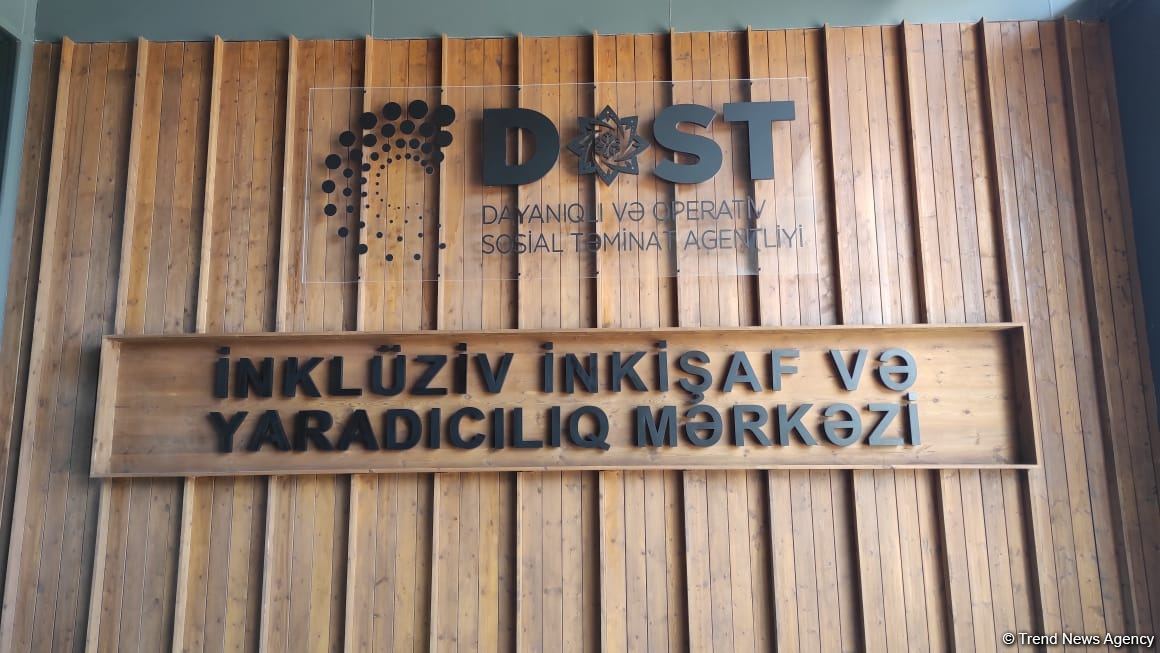 DOST
DAYANIQLI VƏ OPERATİV
SOSİAL TƏMİNAT AGENTLİYİ
İNKLÜZİV İNKİŞAF VƏ
YARADICILIQ MƏRKƏZİ
© Trend News Agency